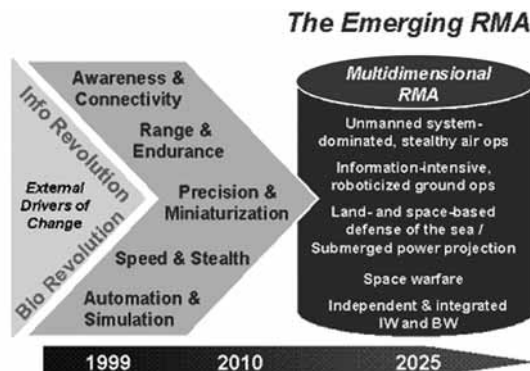 The Emerging RMA
Info Revolution
External
Drivers of
Change
Bio Revolution
Awareness &
Connectivity
Range &
Endurance
Precision &
Miniaturization
Speed & Stealth
Automation &
Simulation
Multidimensional
RMA
Unmanned system-
dominated, stealthy air ops
Information-intensive,
roboticized ground ops
Land- and space-based
defense of the sea /
Submerged power projection
Space warfare
Independent & integrated
IW and BW
1999 2010 2025